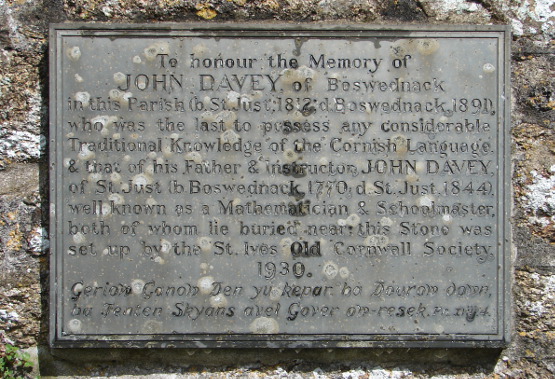 To honour the Memory of
JOHN DAVEY, of Boswednack
in this Parish (b. St. Just, 1812; d. Boswednack, 1891),
who was the last to possess any considerable
Traditional Knowledge of the Cornish Language,
& that of his Father & instructor, JOHN DAVEY,
of St. Just (b. Boswednack, 1770; d. St. Just, 1844),
well known as a Mathematician & Schoolmaster,
both of whom lie buried near; this Stone was
set up by the St. Ives Old Cornwall Society,
1930.
Geriow Ganow Den yu kepar ha Dowrow down,
ha Fenten Skyans avel Gover ow-resek.